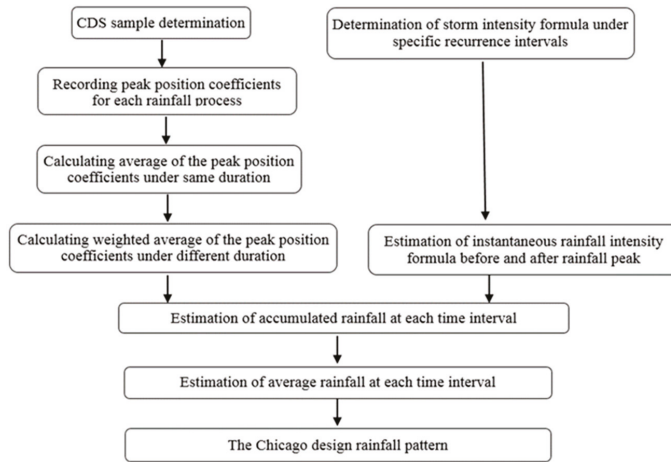 CDS sample determination
Determination of storm intensity formula under
specific recurrence intervals
Recording peak position coefficients
for each rainfall process
Calculating average of the peak position
coefficients under same duration
Calculating weighted average of the peak position
coefficients under different duration
Estimation of instantaneous rainfall intensity
formula before and after rainfall peak
Estimation of accumulated rainfall at each time interval
Estimation of average rainfall at each time interval
The Chicago design rainfall pattern